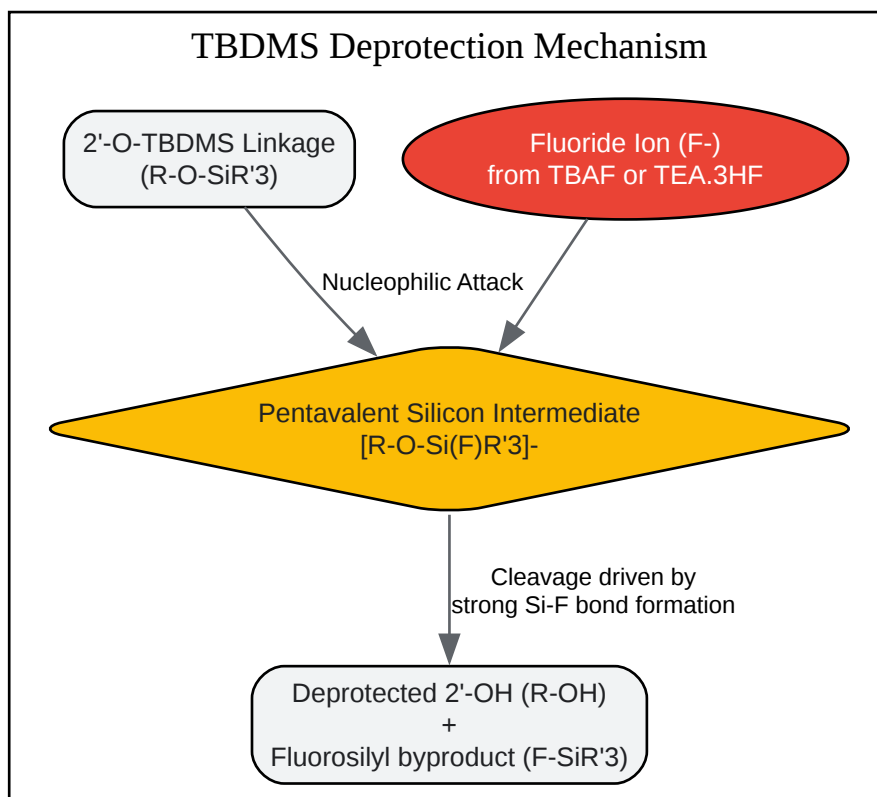 TBDMS Deprotection Mechanism
2'-O-TBDMS Linkage
(R-O-SiR'3)
Fluoride Ion (F-)
from TBAF or TEA.3HF
Nucleophilic Attack
Pentavalent Silicon Intermediate
[R-O-Si(F)R'3]-
Cleavage driven by
strong Si-F bond formation
Deprotected 2'-OH (R-OH)
+
Fluorosilyl byproduct (F-SiR'3)